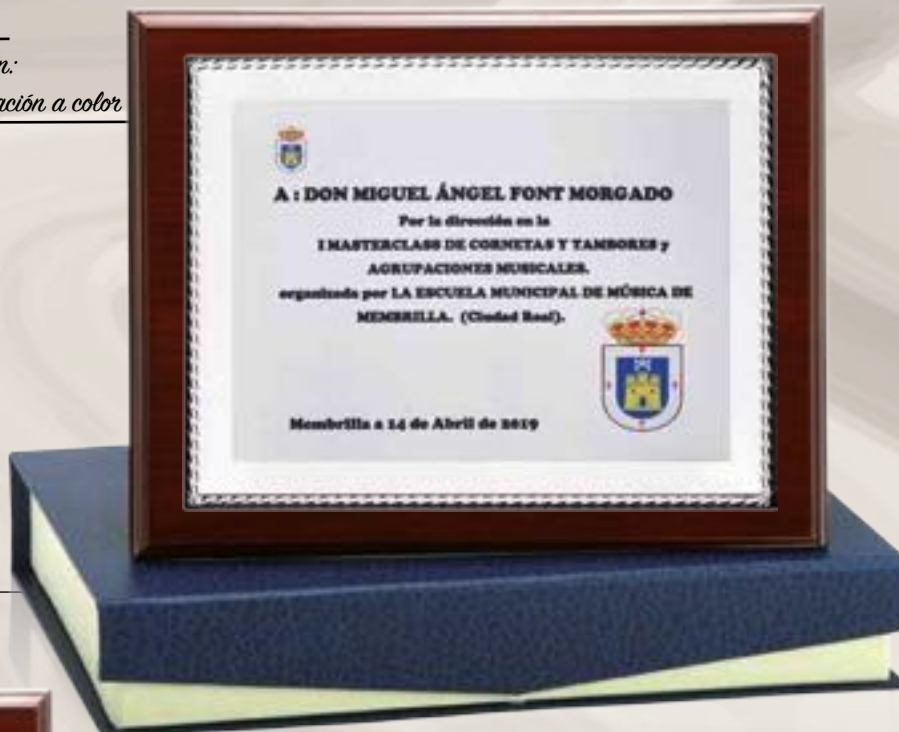 n:
ación a color
A : DON MIGUEL ÁNGEL FONT MORGADO
Por la dirección en la
I MASTERCLASS DE CORNETAS Y TAMBORES y
AGRUPACIONES MUSICALES.
organizada por LA ESCUELA MUNICIPAL DE MÚSICA DE
MEMBRILLA. (Ciudad Real).
Membrilla a 14 de Abril de 2019